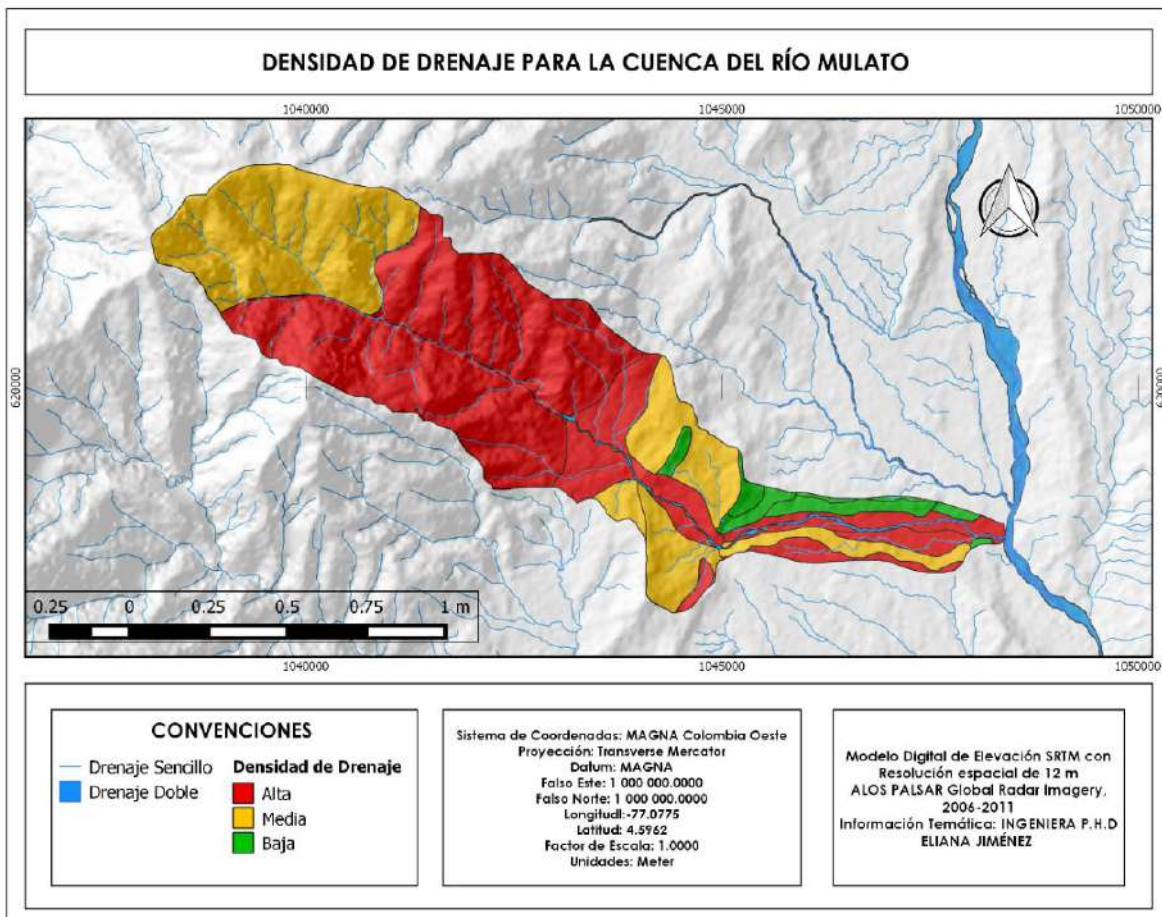 DENSIDAD DE DRENAJE PARA LA CUENCA DEL RÍO MULATO
1040000
1045000
1050000
620000
620000
0.25 0 0.25 0.5 0.75 1 m
1040000
1045000
1050000
CONVENCIONES
Drenaje Sencillo
Drenaje Doble
Densidad de Drenaje
Alta
Media
Baja
Sistema de Coordenadas: MAGNA Colombia Oeste
Proyección: Transverse Mercator
Datum: MAGNA
Falso Este: 1 000 000.0000
Falso Norte: 1 000 000.0000
Longitudl:-77.0775
Latitud: 4.5962
Factor de Escala: 1.0000
Unidades: Meter
Modelo Digital de Elevación SRTM con
Resolución espacial de 12 m
ALOS PALSAR Global Radar Imagery,
2006-2011
Información Temática: INGENIERA P.H.D
ELIANA JIMÉNEZ